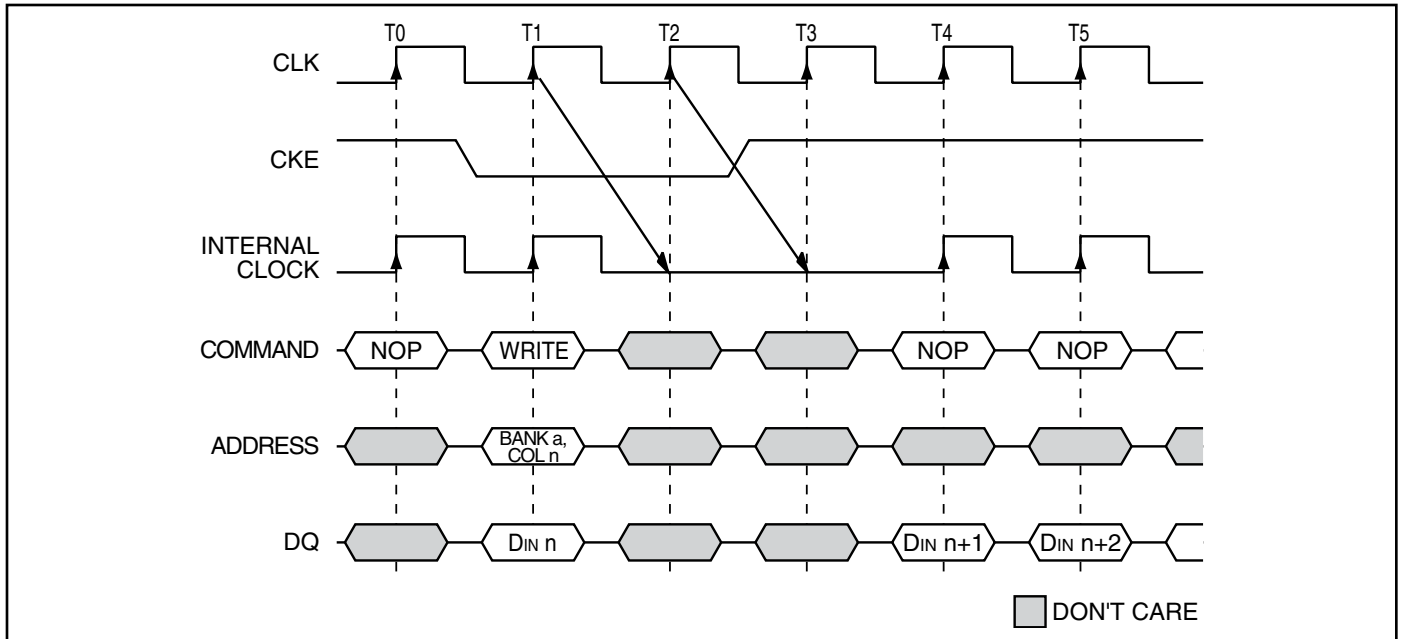 T0 T1 T2 T3 T4 T5
CLK
CKE
INTERNAL
CLOCK
COMMAND NOP WRITE NOP NOP
ADDRESS BANK a,
COL n
DQ DIN n DIN n+1 DIN n+2
DON'T CARE